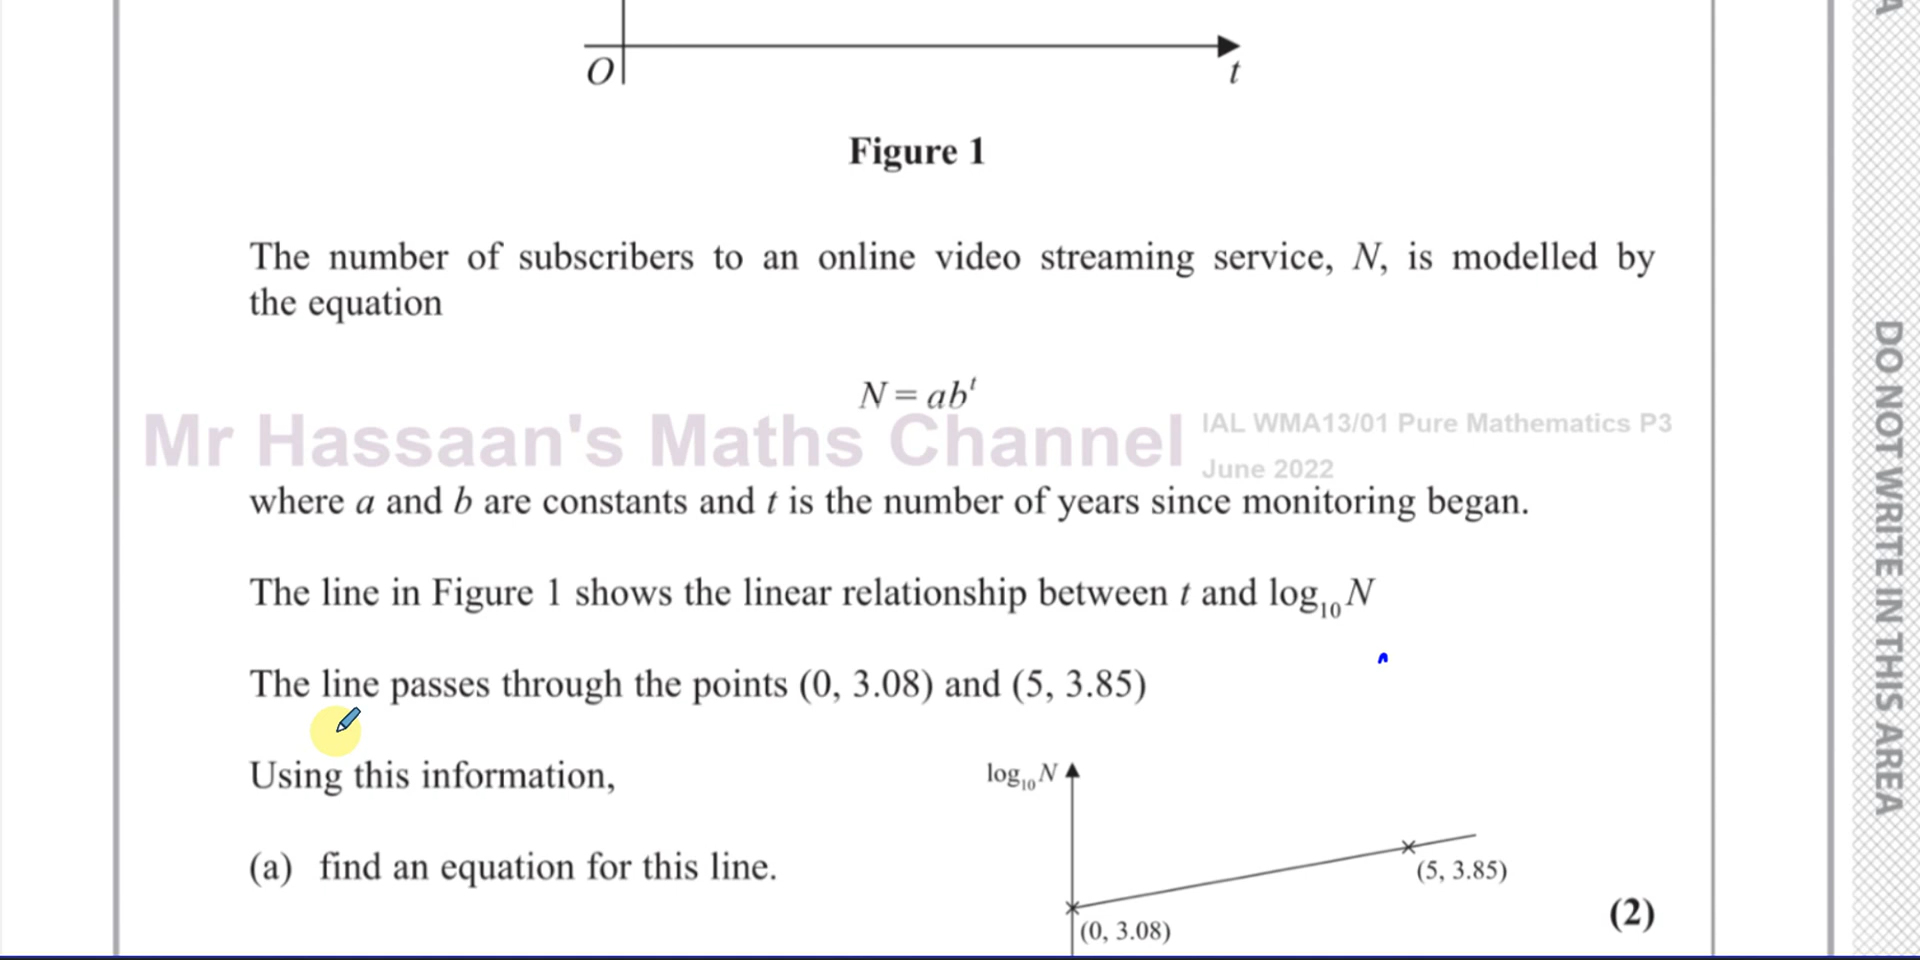 O
t
Figure 1
The number of subscribers to an online video streaming service, N, is modelled by
the equation
N = ab^t
Mr Hassaan's Maths Channel
IAL WMA13/01 Pure Mathematics P3
June 2022
where a and b are constants and t is the number of years since monitoring began.
The line in Figure 1 shows the linear relationship between t and log₁₀ N
The line passes through the points (0, 3.08) and (5, 3.85)
Using this information,
log₁₀ N
(a) find an equation for this line.
(5, 3.85)
(2)
(0, 3.08)
DO NOT WRITE IN THIS AREA
A